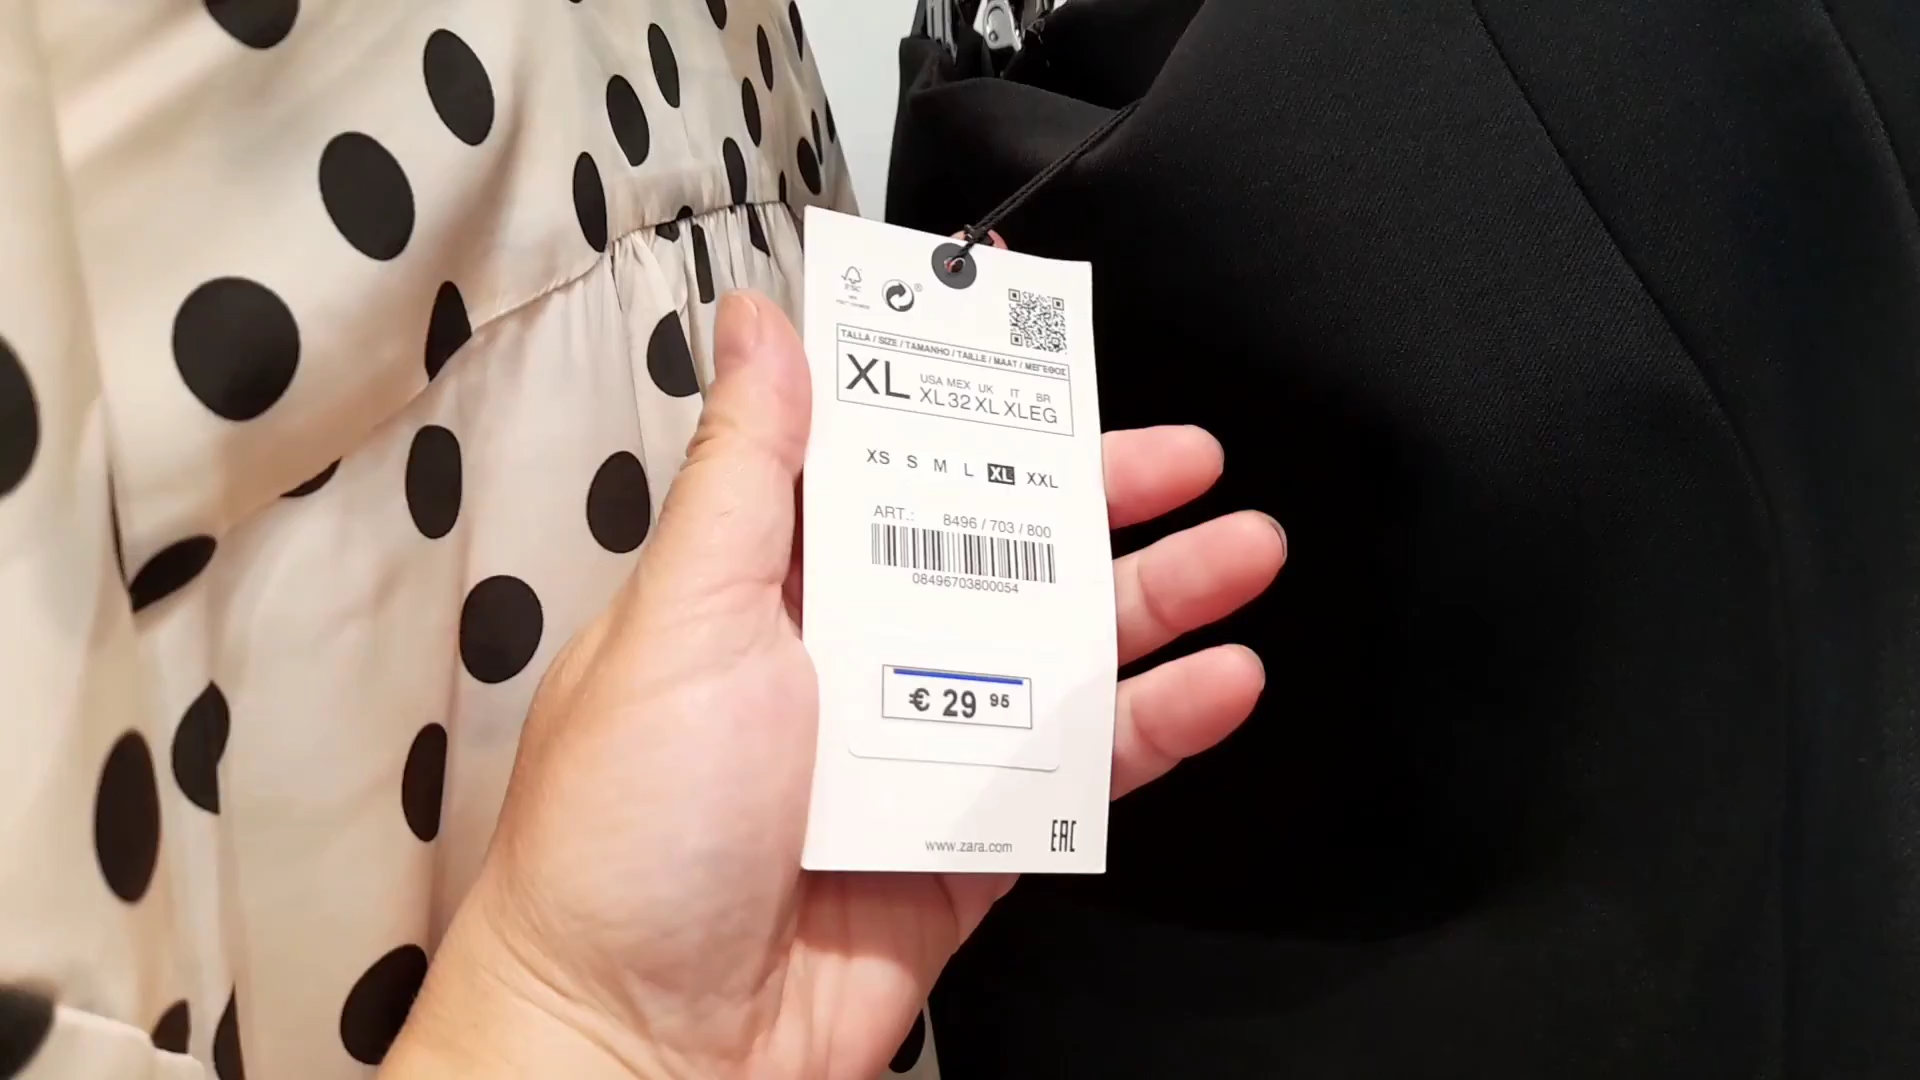 FSC
®
TALLA / SIZE / TAMANHO / TAILLE / MAAT / ΜΕΓΕΘΟΣ
XL USA MEX UK IT BR
XL 32 XL XL EG
XS S M L XL XXL
ART.: 8496 / 703 / 800
08496703800054
€ 29 95
www.zara.com EAC